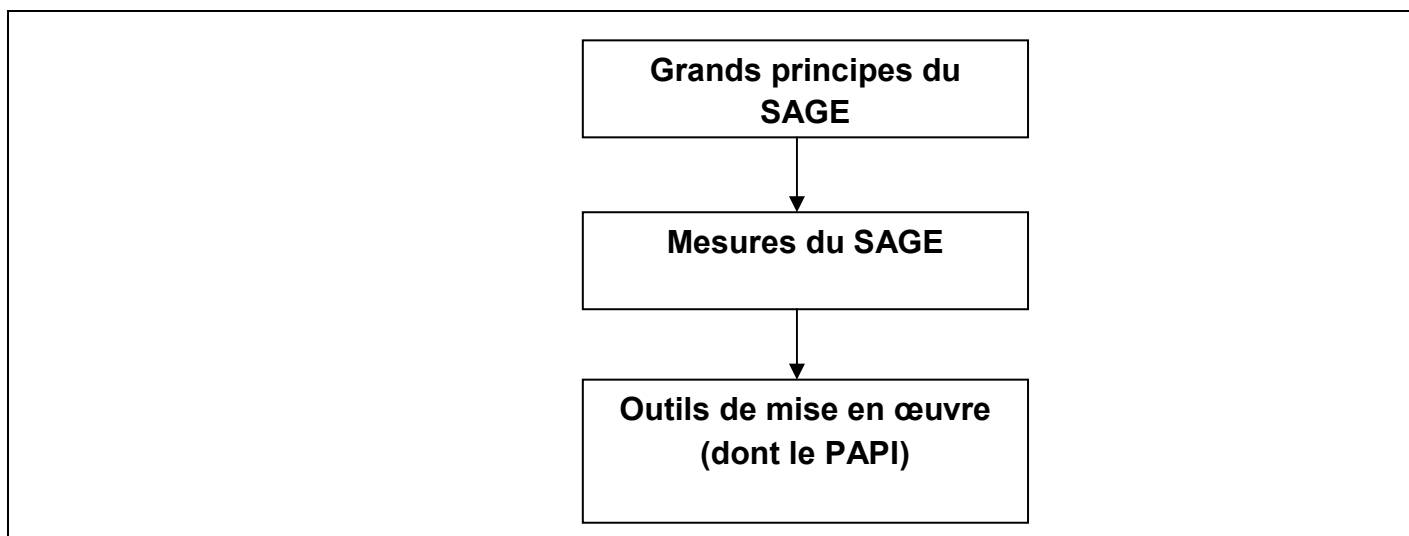 Grands principes du
SAGE
Mesures du SAGE
Outils de mise en œuvre
(dont le PAPI)